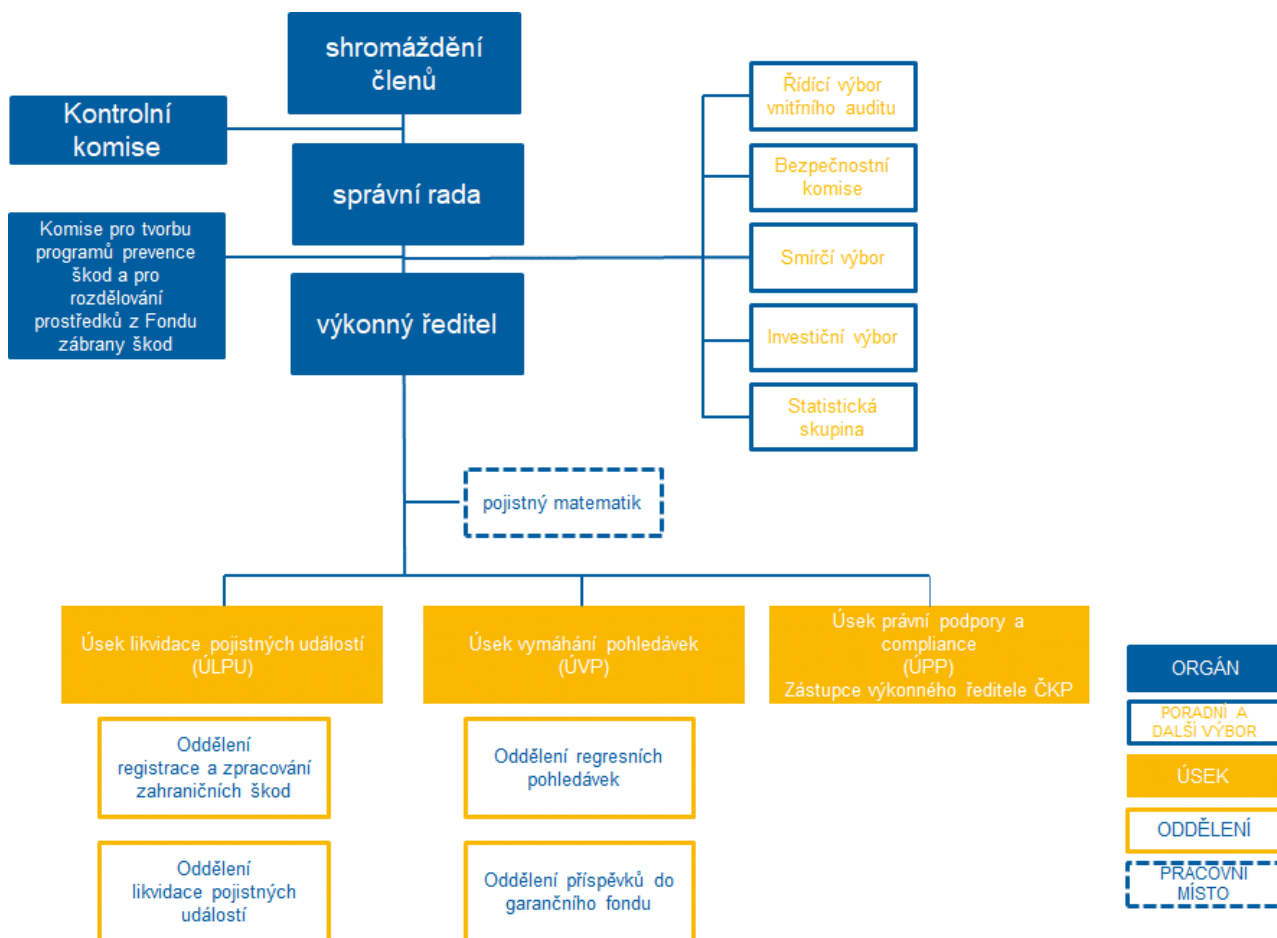 shromáždění
členů
Kontrolní
komise
správní rada
Komise pro tvorbu
programů prevence
škod a pro
rozdělování
prostředků z Fondu
zábrany škod
výkonný ředitel
Řídící výbor
vnitřního auditu
Bezpečnostní
komise
Smírčí výbor
Investiční výbor
Statistická
skupina
pojistný matematik
Úsek likvidace pojistných událostí
(ÚLPU)
Úsek vymáhání pohledávek
(ÚVP)
Úsek právní podpory a
compliance
(ÚPP)
Zástupce výkonného ředitele ČKP
Oddělení
registrace a zpracování
zahraničních škod
Oddělení regresních
pohledávek
Oddělení
likvidace pojistných
událostí
Oddělení příspěvků do
garančního fondu
ORGÁN
PORADNÍ A
DALŠÍ VÝBOR
ÚSEK
ODDĚLENÍ
PRACOVNÍ
MÍSTO